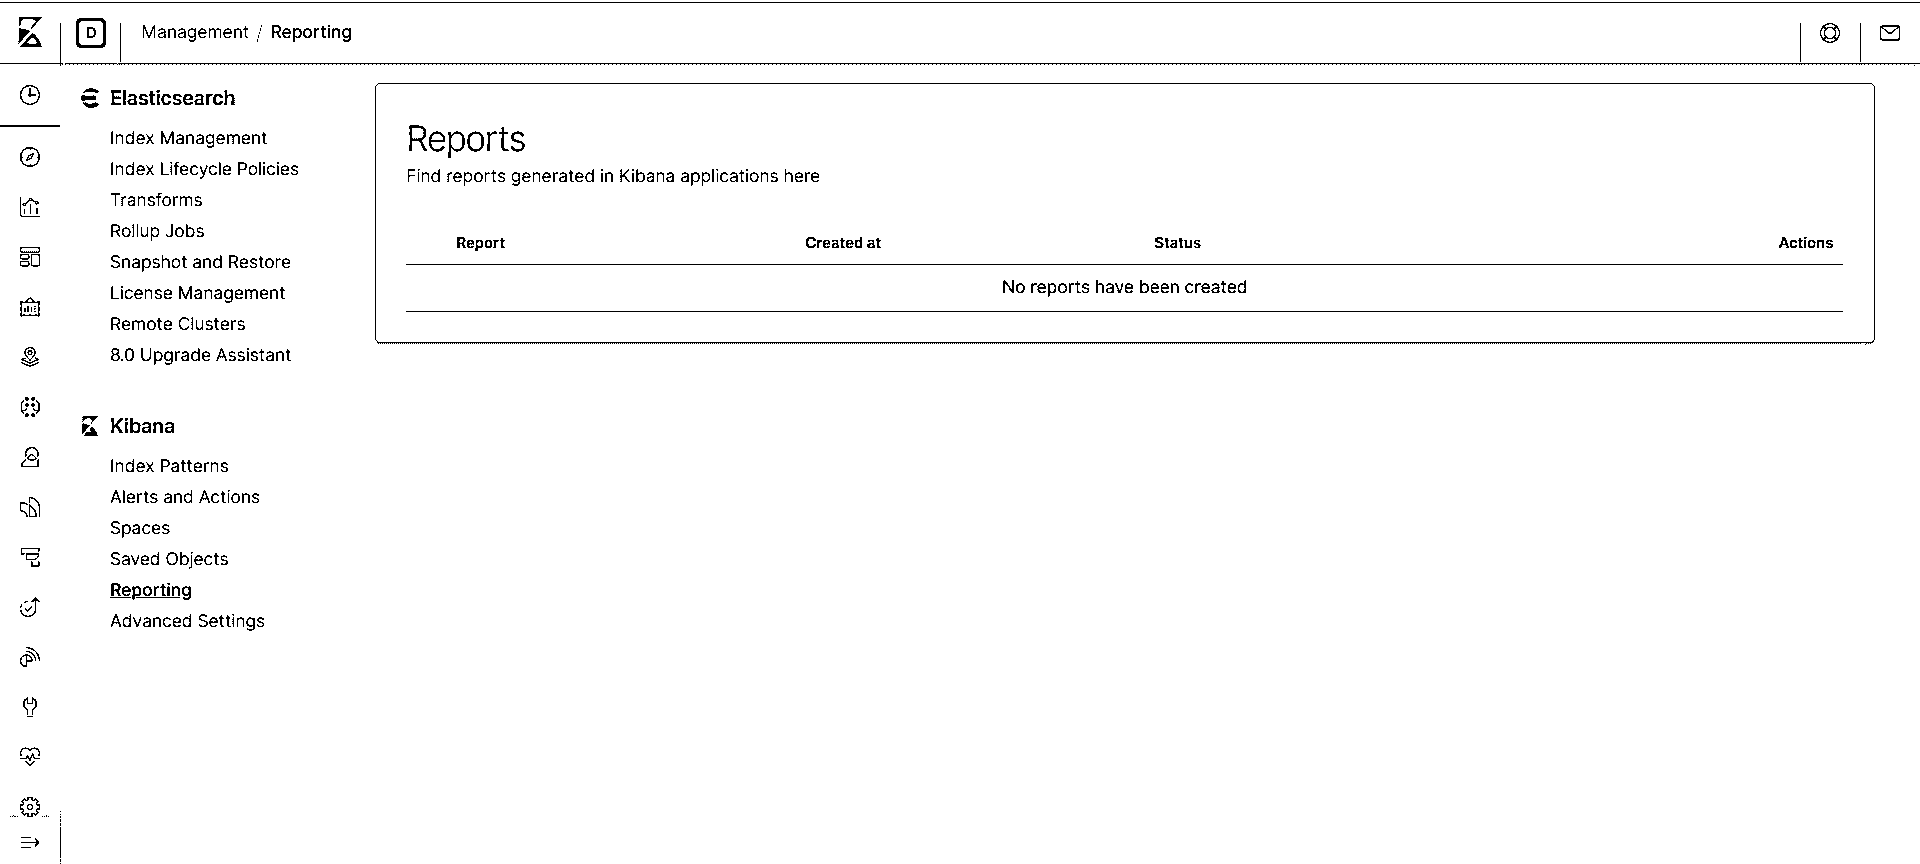 D
Management / Reporting
Elasticsearch
Index Management
Index Lifecycle Policies
Transforms
Rollup Jobs
Snapshot and Restore
License Management
Remote Clusters
8.0 Upgrade Assistant
Kibana
Index Patterns
Alerts and Actions
Spaces
Saved Objects
Reporting
Advanced Settings
Reports
Find reports generated in Kibana applications here
Report Created at Status Actions
No reports have been created